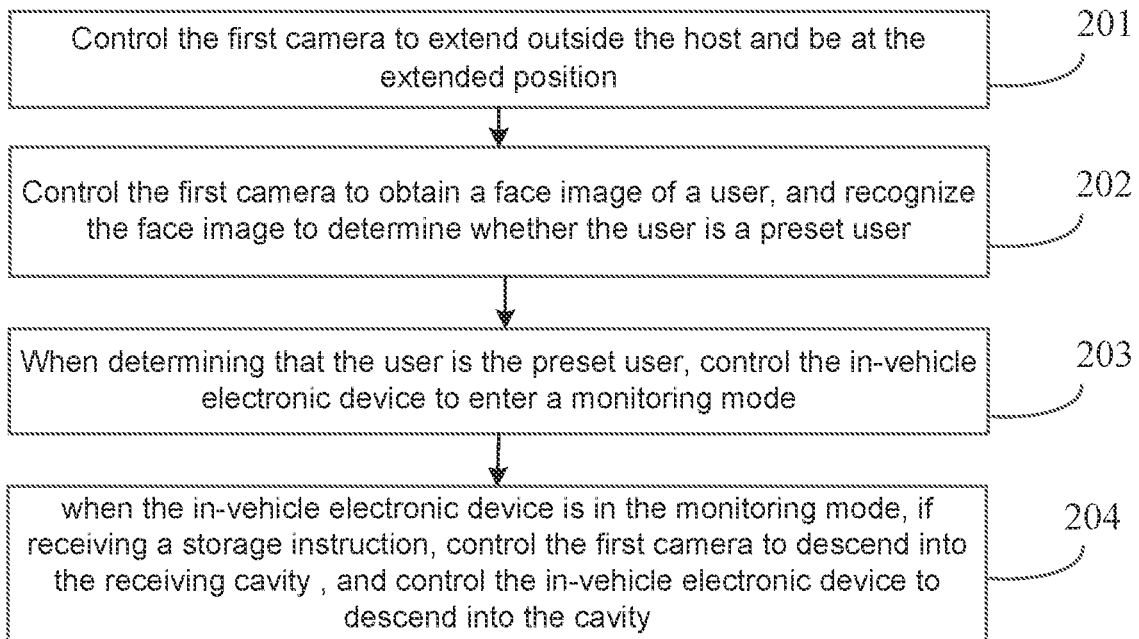 Control the first camera to extend outside the host and be at the
extended position
201
Control the first camera to obtain a face image of a user, and recognize
the face image to determine whether the user is a preset user
202
When determining that the user is the preset user, control the in-vehicle
electronic device to enter a monitoring mode
203
when the in-vehicle electronic device is in the monitoring mode, if
receiving a storage instruction, control the first camera to descend into
the receiving cavity , and control the in-vehicle electronic device to
descend into the cavity
204